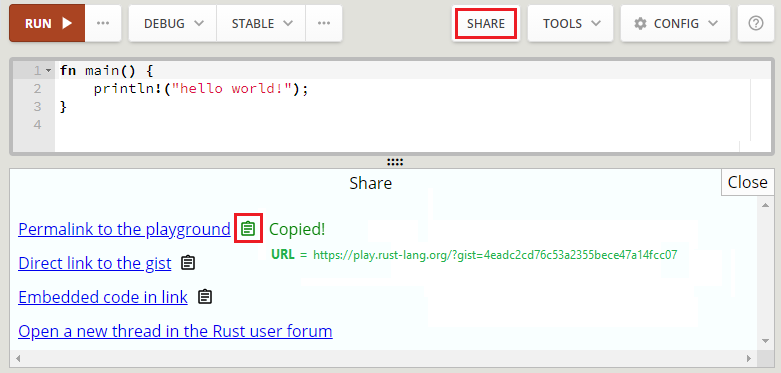 RUN ··· DEBUG STABLE ··· SHARE TOOLS CONFIG ?
1 fn main() {
2 println!("hello world!");
3 }
4
Share Close
Permalink to the playground Copied!
URL = https://play.rust-lang.org/?gist=4eadc2cd76c53a2355bece47a14fcc07
Direct link to the gist
Embedded code in link
Open a new thread in the Rust user forum